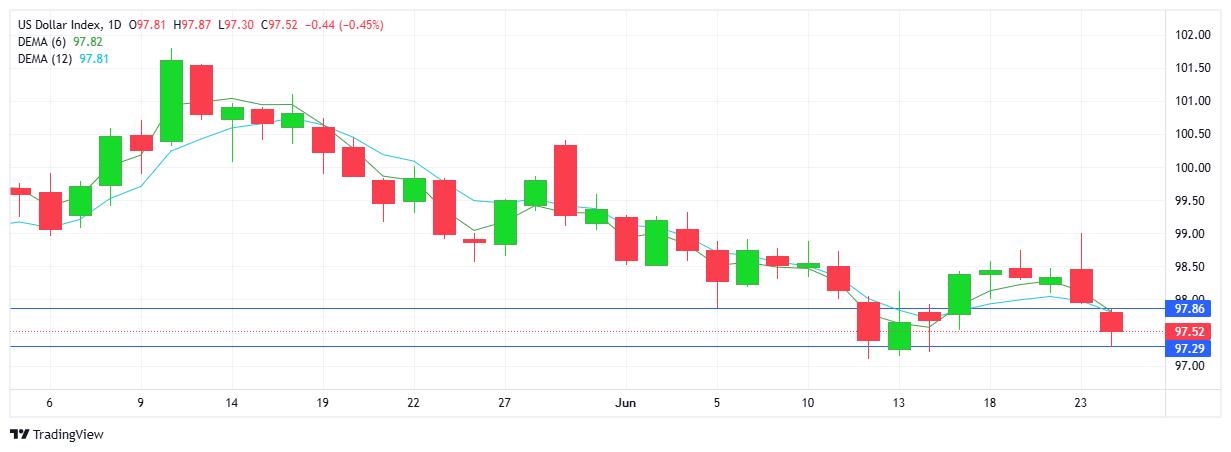 US Dollar Index, 1D O97.81 H97.87 L97.30 C97.52 −0.44 (−0.45%)
DEMA (6) 97.82
DEMA (12) 97.81
102.00
101.50
101.00
100.50
100.00
99.50
99.00
98.50
98.00
97.86
97.52
97.29
97.00
6 9 14 19 22 27 Jun 5 10 13 18 23
TradingView